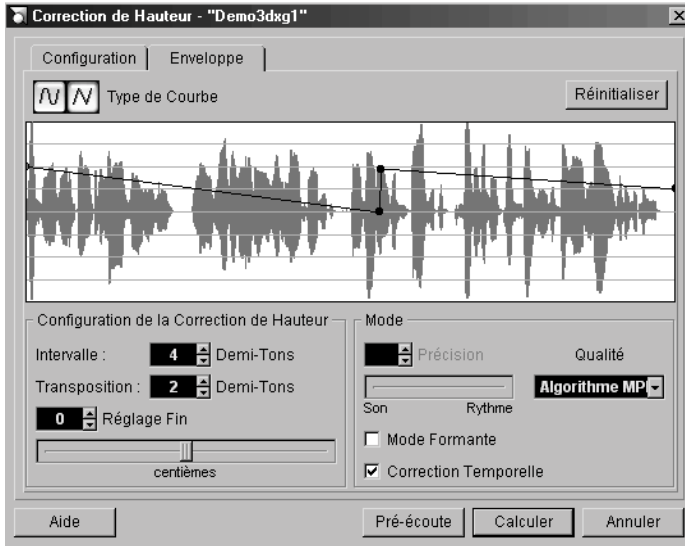 Correction de Hauteur - "Demo3dxg1"
Configuration Enveloppe
Type de Courbe Réinitialiser
Configuration de la Correction de Hauteur
Intervalle : 4 Demi-Tons
Transposition : 2 Demi-Tons
0 Réglage Fin
centièmes
Mode
Précision Qualité
Algorithme MPE
Son Rythme
Mode Formante
Correction Temporelle
Aide Pré-écoute Calculer Annuler